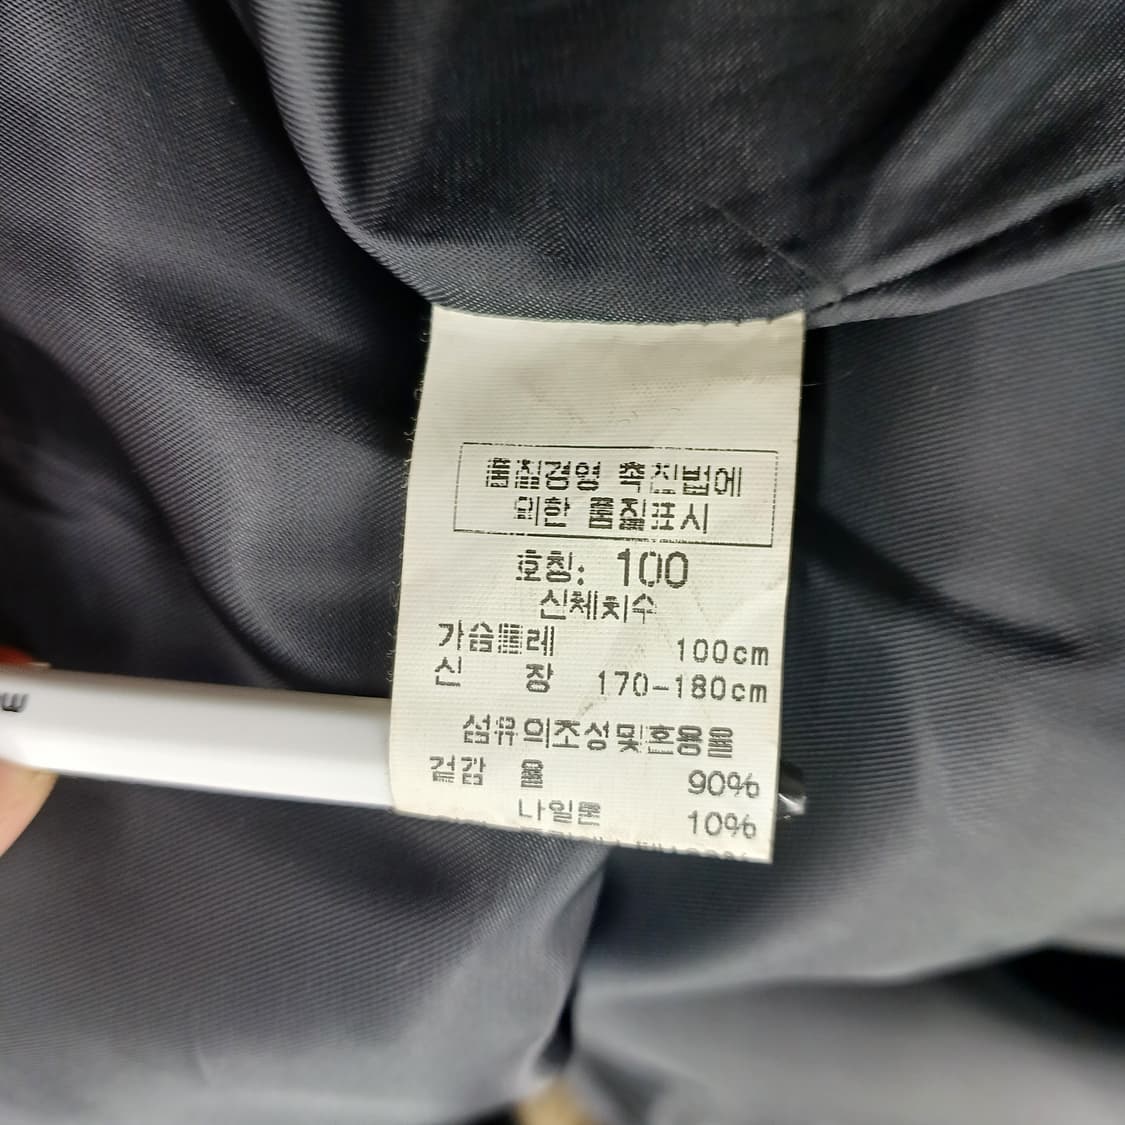 품질경영 촉진법에
의한 품질표시
호칭: 100
신체치수
가슴둘레 100cm
신 장 170-180cm
섬유의조성및혼용율
겉감 울 90%
나일론 10%